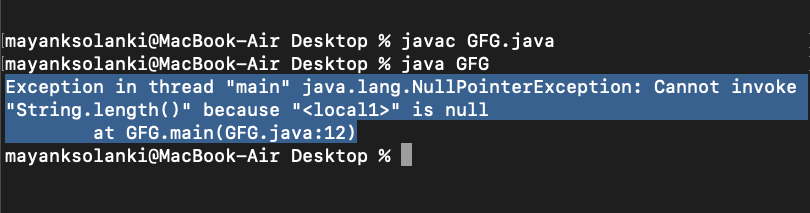 mayanksolanki@MacBook-Air Desktop % javac GFG.java
mayanksolanki@MacBook-Air Desktop % java GFG
Exception in thread "main" java.lang.NullPointerException: Cannot invoke
"String.length()" because "<local1>" is null
        at GFG.main(GFG.java:12)
mayanksolanki@MacBook-Air Desktop %